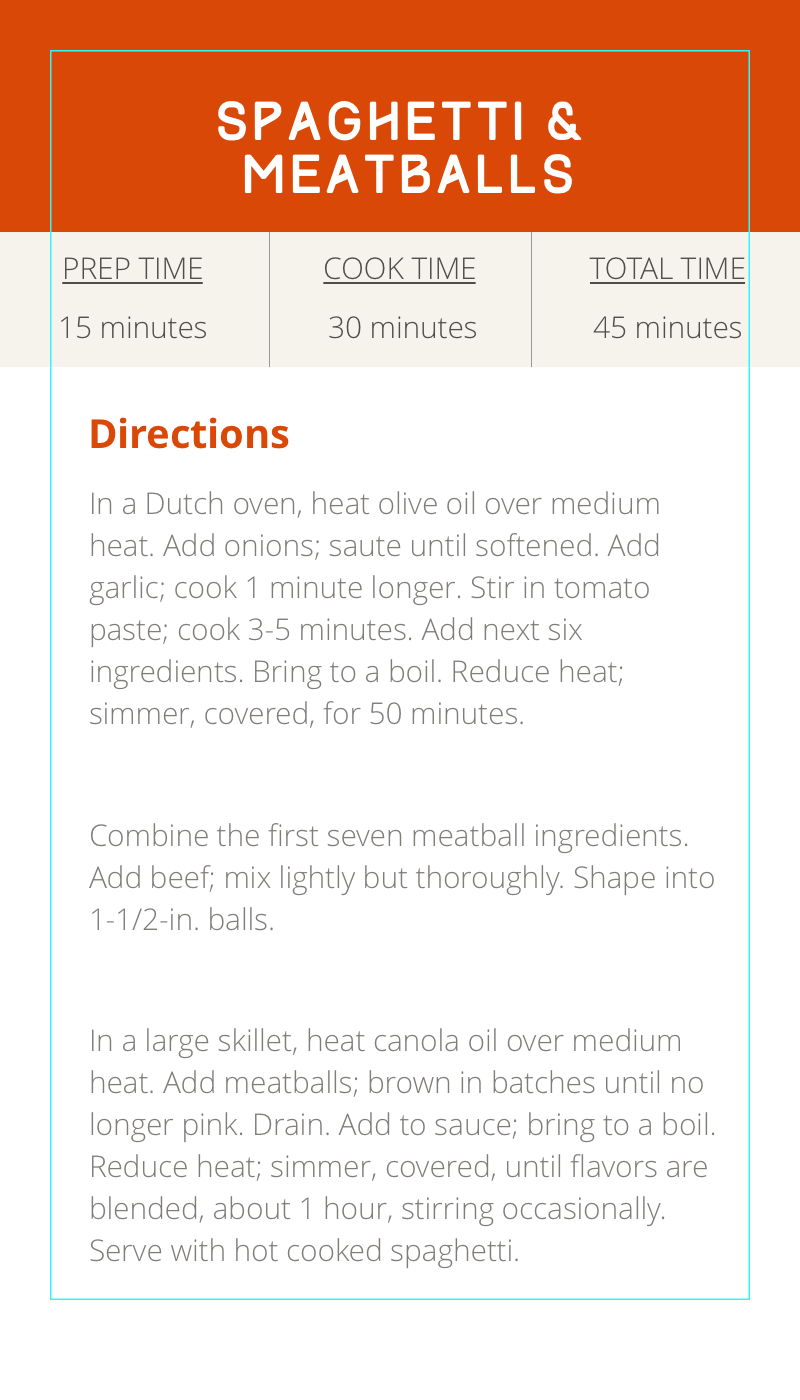 SPAGHETTI &
MEATBALLS
PREP TIME
COOK TIME
TOTAL TIME
15 minutes
30 minutes
45 minutes
Directions
In a Dutch oven, heat olive oil over medium
heat. Add onions; saute until softened. Add
garlic; cook 1 minute longer. Stir in tomato
paste; cook 3-5 minutes. Add next six
ingredients. Bring to a boil. Reduce heat;
simmer, covered, for 50 minutes.
Combine the first seven meatball ingredients.
Add beef; mix lightly but thoroughly. Shape into
1-1/2-in. balls.
In a large skillet, heat canola oil over medium
heat. Add meatballs; brown in batches until no
longer pink. Drain. Add to sauce; bring to a boil.
Reduce heat; simmer, covered, until flavors are
blended, about 1 hour, stirring occasionally.
Serve with hot cooked spaghetti.